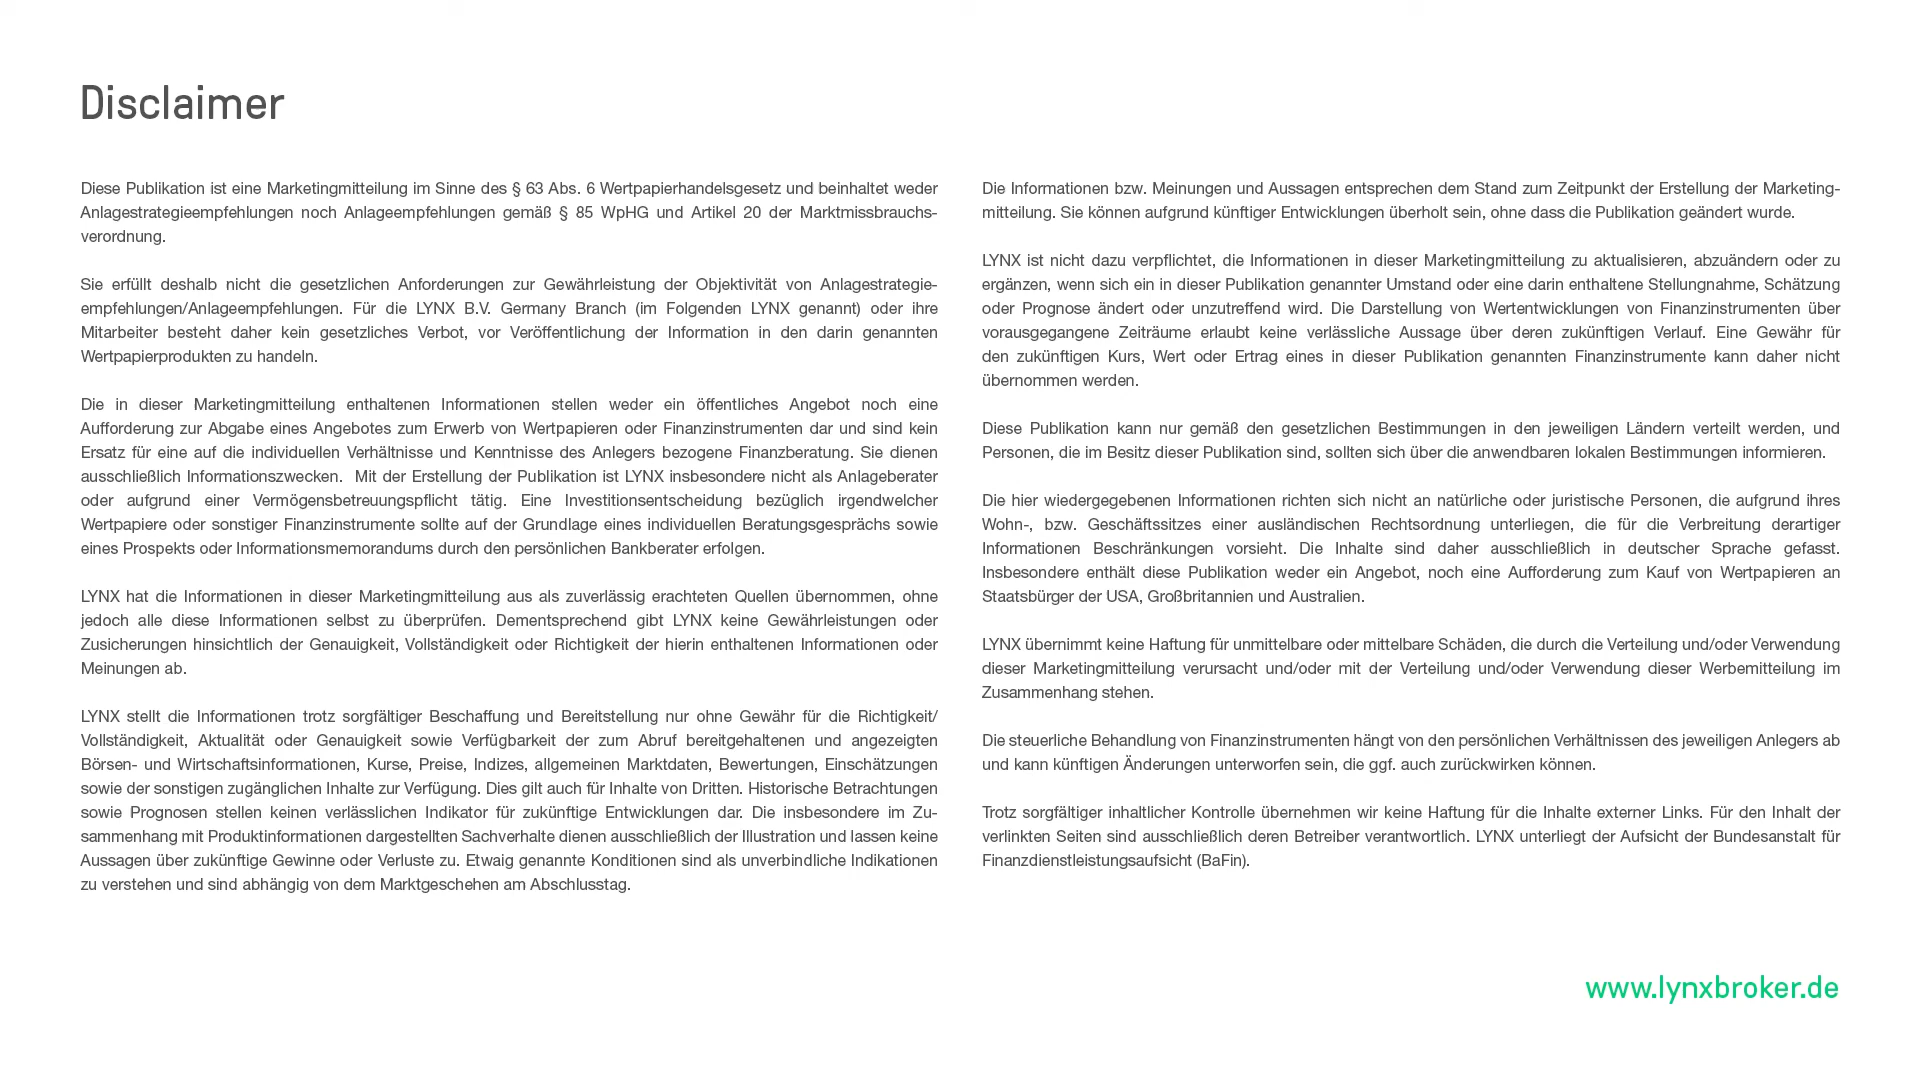 Disclaimer
Diese Publikation ist eine Marketingmitteilung im Sinne des § 63 Abs. 6 Wertpapierhandelsgesetz und beinhaltet weder
Anlagestrategieempfehlungen noch Anlageempfehlungen gemäß § 85 WpHG und Artikel 20 der Marktmissbrauchs-
verordnung.
Sie erfüllt deshalb nicht die gesetzlichen Anforderungen zur Gewährleistung der Objektivität von Anlagestrategie-
empfehlungen/Anlageempfehlungen. Für die LYNX B.V. Germany Branch (im Folgenden LYNX genannt) oder ihre
Mitarbeiter besteht daher kein gesetzliches Verbot, vor Veröffentlichung der Information in den darin genannten
Wertpapierprodukten zu handeln.
Die in dieser Marketingmitteilung enthaltenen Informationen stellen weder ein öffentliches Angebot noch eine
Aufforderung zur Abgabe eines Angebotes zum Erwerb von Wertpapieren oder Finanzinstrumenten dar und sind kein
Ersatz für eine auf die individuellen Verhältnisse und Kenntnisse des Anlegers bezogene Finanzberatung. Sie dienen
ausschließlich Informationszwecken. Mit der Erstellung der Publikation ist LYNX insbesondere nicht als Anlageberater
oder aufgrund einer Vermögensbetreuungspflicht tätig. Eine Investitionsentscheidung bezüglich irgendwelcher
Wertpapiere oder sonstiger Finanzinstrumente sollte auf der Grundlage eines individuellen Beratungsgesprächs sowie
eines Prospekts oder Informationsmemorandums durch den persönlichen Bankberater erfolgen.
LYNX hat die Informationen in dieser Marketingmitteilung aus als zuverlässig erachteten Quellen übernommen, ohne
jedoch alle diese Informationen selbst zu überprüfen. Dementsprechend gibt LYNX keine Gewährleistungen oder
Zusicherungen hinsichtlich der Genauigkeit, Vollständigkeit oder Richtigkeit der hierin enthaltenen Informationen oder
Meinungen ab.
LYNX stellt die Informationen trotz sorgfältiger Beschaffung und Bereitstellung nur ohne Gewähr für die Richtigkeit/
Vollständigkeit, Aktualität oder Genauigkeit sowie Verfügbarkeit der zum Abruf bereitgehaltenen und angezeigten
Börsen- und Wirtschaftsinformationen, Kurse, Preise, Indizes, allgemeinen Marktdaten, Bewertungen, Einschätzungen
sowie der sonstigen zugänglichen Inhalte zur Verfügung. Dies gilt auch für Inhalte von Dritten. Historische Betrachtungen
sowie Prognosen stellen keinen verlässlichen Indikator für zukünftige Entwicklungen dar. Die insbesondere im Zu-
sammenhang mit Produktinformationen dargestellten Sachverhalte dienen ausschließlich der Illustration und lassen keine
Aussagen über zukünftige Gewinne oder Verluste zu. Etwaig genannte Konditionen sind als unverbindliche Indikationen
zu verstehen und sind abhängig von dem Marktgeschehen am Abschlusstag.
Die Informationen bzw. Meinungen und Aussagen entsprechen dem Stand zum Zeitpunkt der Erstellung der Marketing-
mitteilung. Sie können aufgrund künftiger Entwicklungen überholt sein, ohne dass die Publikation geändert wurde.
LYNX ist nicht dazu verpflichtet, die Informationen in dieser Marketingmitteilung zu aktualisieren, abzuändern oder zu
ergänzen, wenn sich ein in dieser Publikation genannter Umstand oder eine darin enthaltene Stellungnahme, Schätzung
oder Prognose ändert oder unzutreffend wird. Die Darstellung von Wertentwicklungen von Finanzinstrumenten über
vorausgegangene Zeiträume erlaubt keine verlässliche Aussage über deren zukünftigen Verlauf. Eine Gewähr für
den zukünftigen Kurs, Wert oder Ertrag eines in dieser Publikation genannten Finanzinstrumente kann daher nicht
übernommen werden.
Diese Publikation kann nur gemäß den gesetzlichen Bestimmungen in den jeweiligen Ländern verteilt werden, und
Personen, die im Besitz dieser Publikation sind, sollten sich über die anwendbaren lokalen Bestimmungen informieren.
Die hier wiedergegebenen Informationen richten sich nicht an natürliche oder juristische Personen, die aufgrund ihres
Wohn-, bzw. Geschäftssitzes einer ausländischen Rechtsordnung unterliegen, die für die Verbreitung derartiger
Informationen Beschränkungen vorsieht. Die Inhalte sind daher ausschließlich in deutscher Sprache gefasst.
Insbesondere enthält diese Publikation weder ein Angebot, noch eine Aufforderung zum Kauf von Wertpapieren an
Staatsbürger der USA, Großbritannien und Australien.
LYNX übernimmt keine Haftung für unmittelbare oder mittelbare Schäden, die durch die Verteilung und/oder Verwendung
dieser Marketingmitteilung verursacht und/oder mit der Verteilung und/oder Verwendung dieser Werbemitteilung im
Zusammenhang stehen.
Die steuerliche Behandlung von Finanzinstrumenten hängt von den persönlichen Verhältnissen des jeweiligen Anlegers ab
und kann künftigen Änderungen unterworfen sein, die ggf. auch zurückwirken können.
Trotz sorgfältiger inhaltlicher Kontrolle übernehmen wir keine Haftung für die Inhalte externer Links. Für den Inhalt der
verlinkten Seiten sind ausschließlich deren Betreiber verantwortlich. LYNX unterliegt der Aufsicht der Bundesanstalt für
Finanzdienstleistungsaufsicht (BaFin).
www.lynxbroker.de